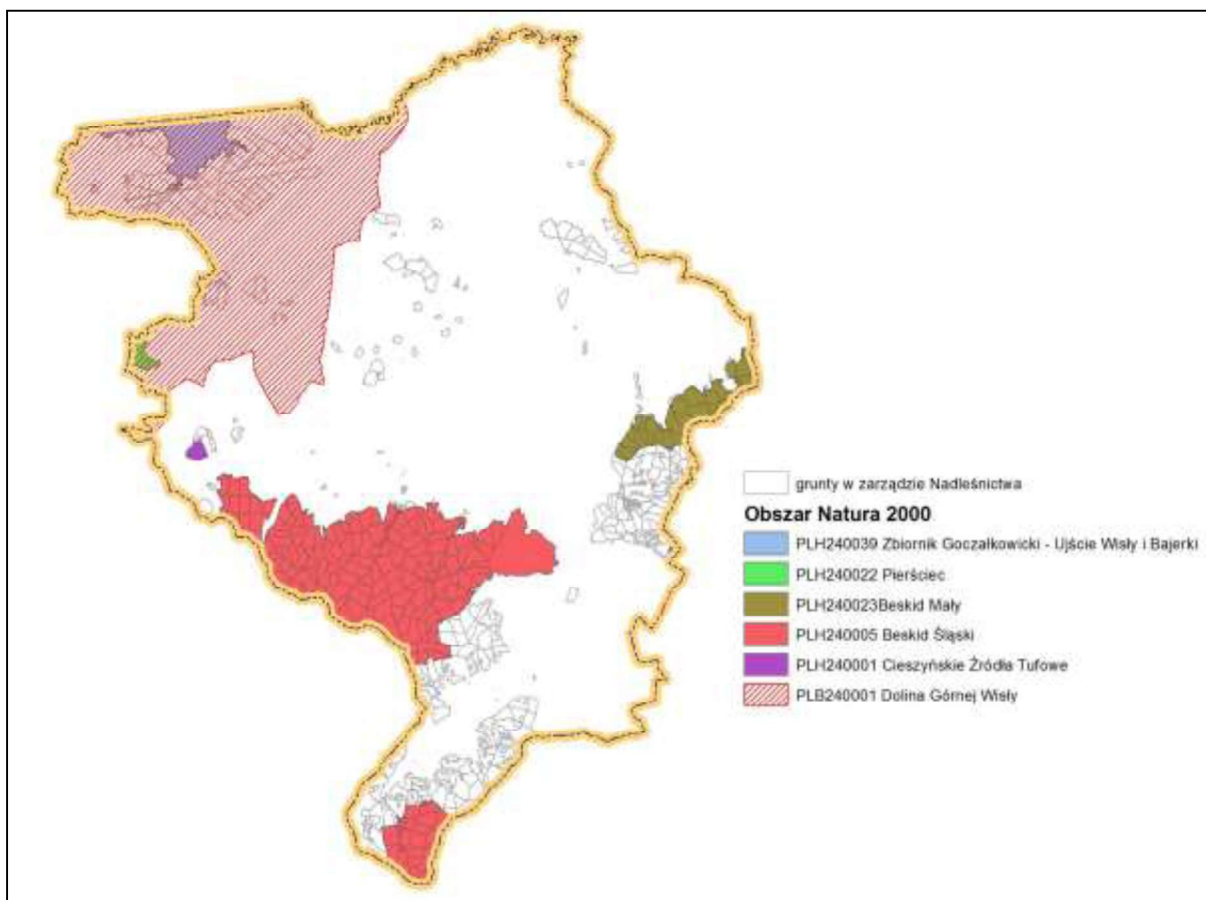 grunty w zarządzie Nadleśnictwa
Obszar Natura 2000
PLH240039 Zbiornik Goczałkowicki - Ujście Wisły i Bajerki
PLH240022 Pierściec
PLH240023Beskid Mały
PLH240005 Beskid Śląski
PLH240001 Cieszyńskie Źródła Tufowe
PLB240001 Dolina Górnej Wisły